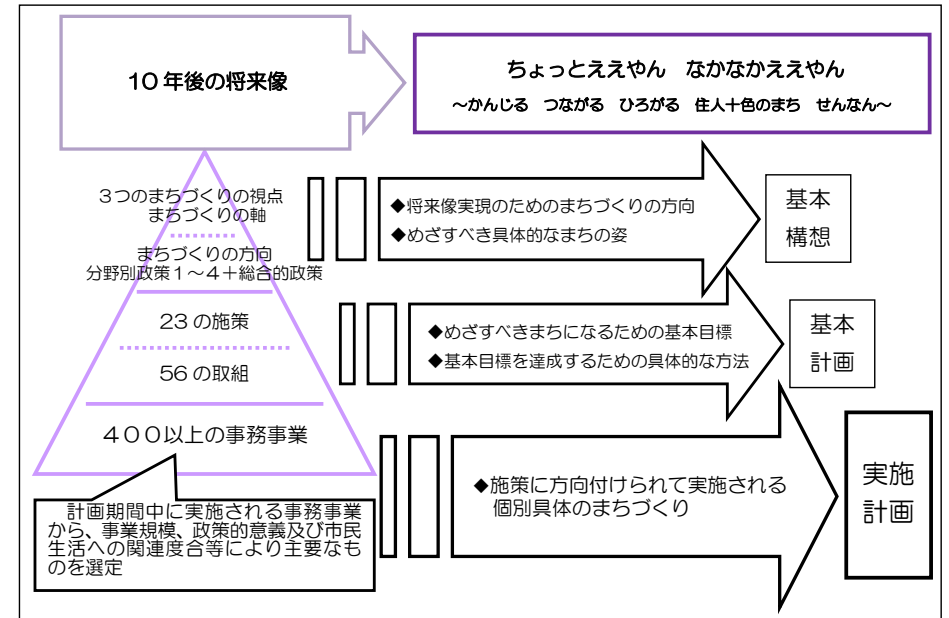 10年後の将来像
ちょっとええやん　なかなかええやん
～かんじる　つながる　ひろがる　住人十色のまち　せんなん～
３つのまちづくりの視点
まちづくりの軸
まちづくりの方向
分野別政策１～４＋総合的政策
◆将来像実現のためのまちづくりの方向
◆めざすべき具体的なまちの姿
基本
構想
23の施策
56の取組
◆めざすべきまちになるための基本目標
◆基本目標を達成するための具体的な方法
基本
計画
４００以上の事務事業
◆施策に方向付けられて実施される
個別具体のまちづくり
実施
計画
計画期間中に実施される事務事業
から、事業規模、政策的意義及び市民
生活への関連度合等により主要なも
のを選定